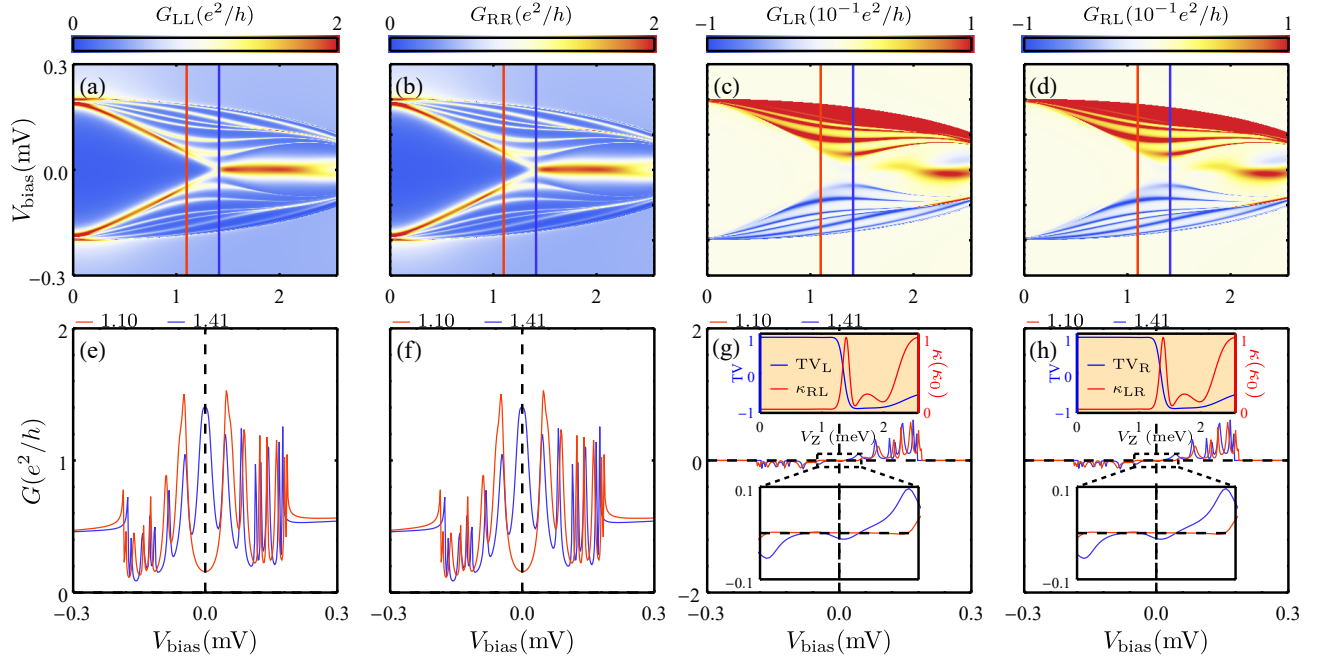 G_LL(e²/h) G_RR(e²/h) G_LR(10⁻¹e²/h) G_RL(10⁻¹e²/h)
0 2 0 2 −1 1 −1 1
0.3 (a) (b) (c) (d)
V_bias(mV) 0.0
−0.3
0 1 2 0 1 2 0 1 2 0 1 2
1.10 1.41 1.10 1.41 1.10 1.41 1.10 1.41
2 (e) (f) 2 (g) 2 (h)
1 TV_L 1 1 TV_R 1
TV 0 κ(κ₀) TV 0 κ(κ₀)
κ_RL κ_LR
−1 0 −1 0
0 V_Z (meV) 2 0 V_Z (meV) 2
G(e²/h) 1 0 0
0.1 0.1
−0.1 −0.1
0 −2 −2
−0.3 0.0 0.3 −0.3 0.0 0.3 −0.3 0.0 0.3 −0.3 0.0 0.3
V_bias(mV) V_bias(mV) V_bias(mV) V_bias(mV)